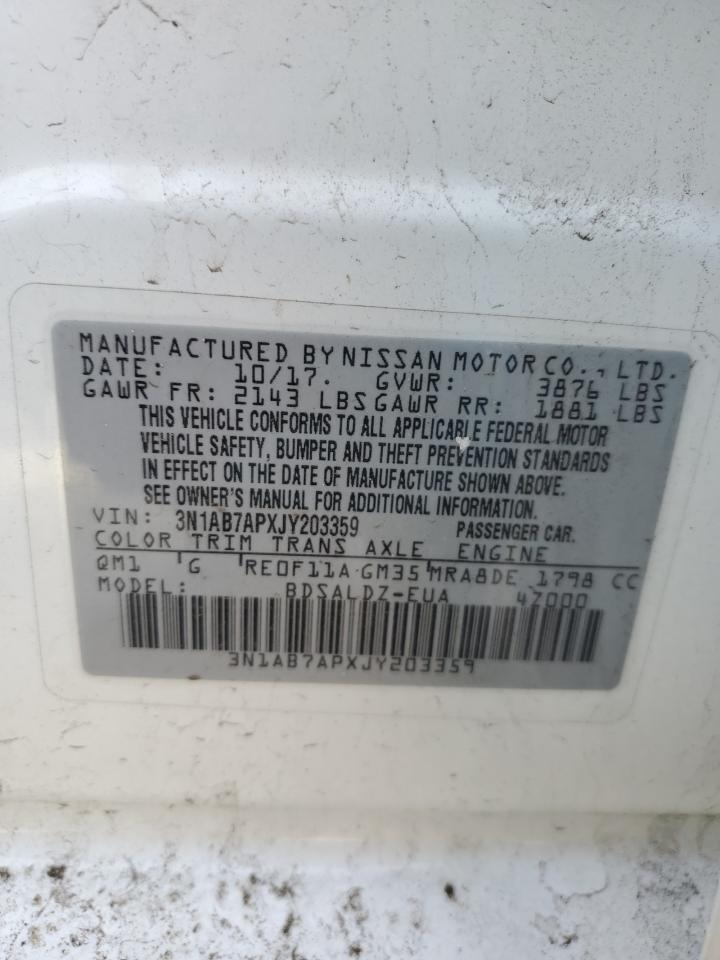 MANUFACTURED BY NISSAN MOTOR CO., LTD.
DATE: 10/17. GVWR: 3876 LBS
GAWR FR: 2143 LBS GAWR RR: 1881 LBS
THIS VEHICLE CONFORMS TO ALL APPLICABLE FEDERAL MOTOR
VEHICLE SAFETY, BUMPER AND THEFT PREVENTION STANDARDS
IN EFFECT ON THE DATE OF MANUFACTURE SHOWN ABOVE.
SEE OWNER'S MANUAL FOR ADDITIONAL INFORMATION.
VIN: 3N1AB7APXJY203359 PASSENGER CAR.
COLOR TRIM TRANS AXLE ENGINE
QM1 G RE0F11A GM35 MRA8DE 1798 CC
MODEL: BDSALDZ-EUA 47000
3N1AB7APXJY203359